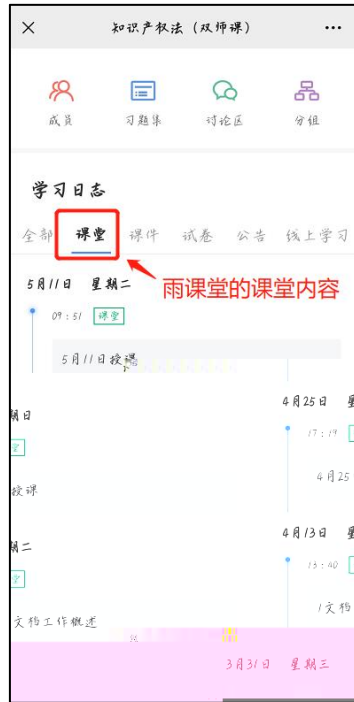 知识产权法（双师课）
成员 习题集 讨论区 分组
学习日志
全部 课堂 课件 试卷 公告 线上学习
5月11日 星期二
雨课堂的课堂内容
09:51 课堂
5月11日授课
4月25日
期日
17:19
4月25
授课
4月13日
期二
13:40
文档工作概述
3月31日 星期三